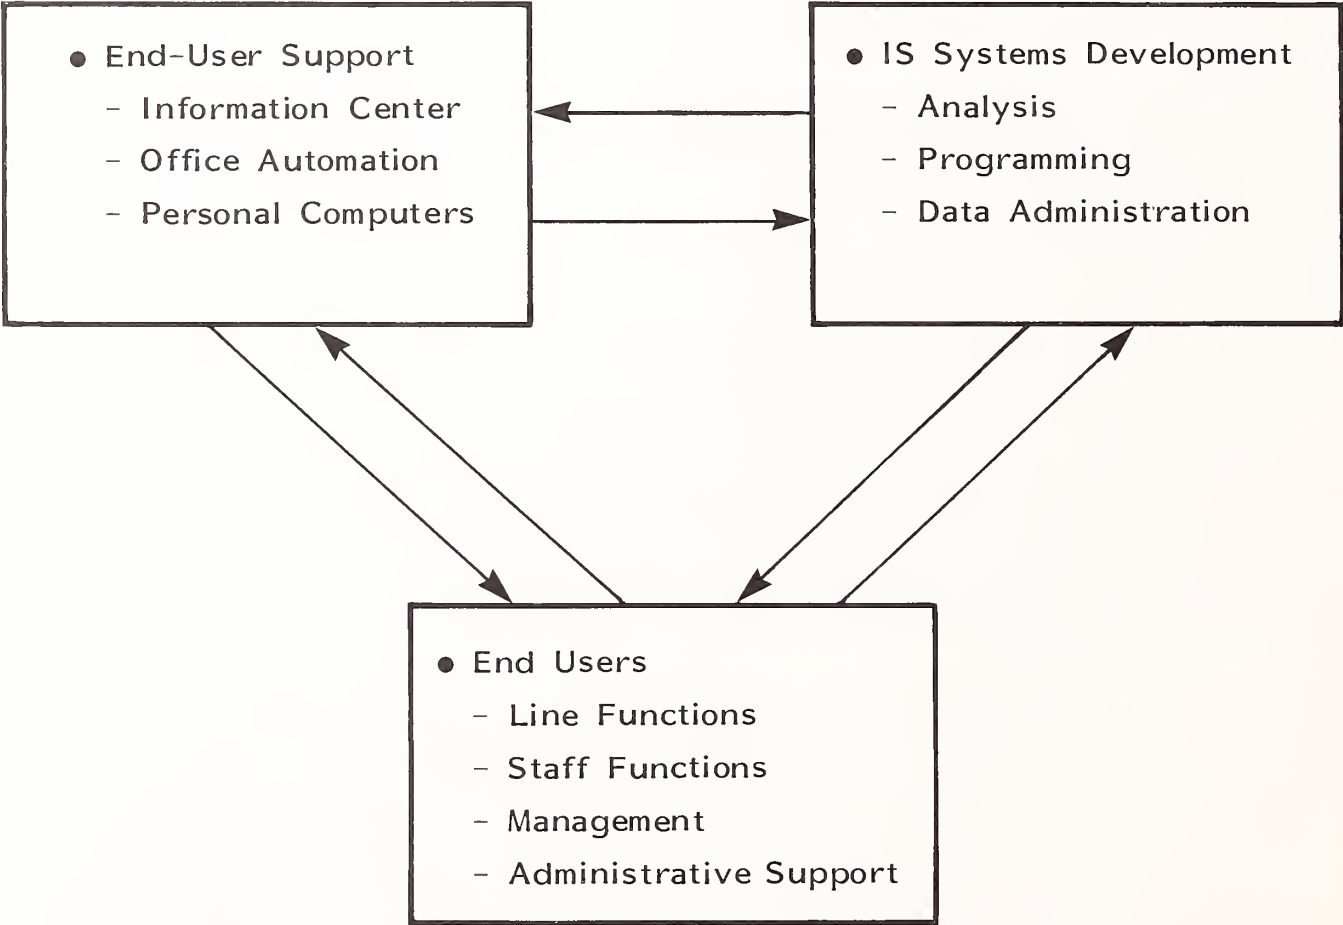 ● End-User Support
- Information Center
- Office Automation
- Personal Computers
● IS Systems Development
- Analysis
- Programming
- Data Administration
● End Users
- Line Functions
- Staff Functions
- Management
- Administrative Support